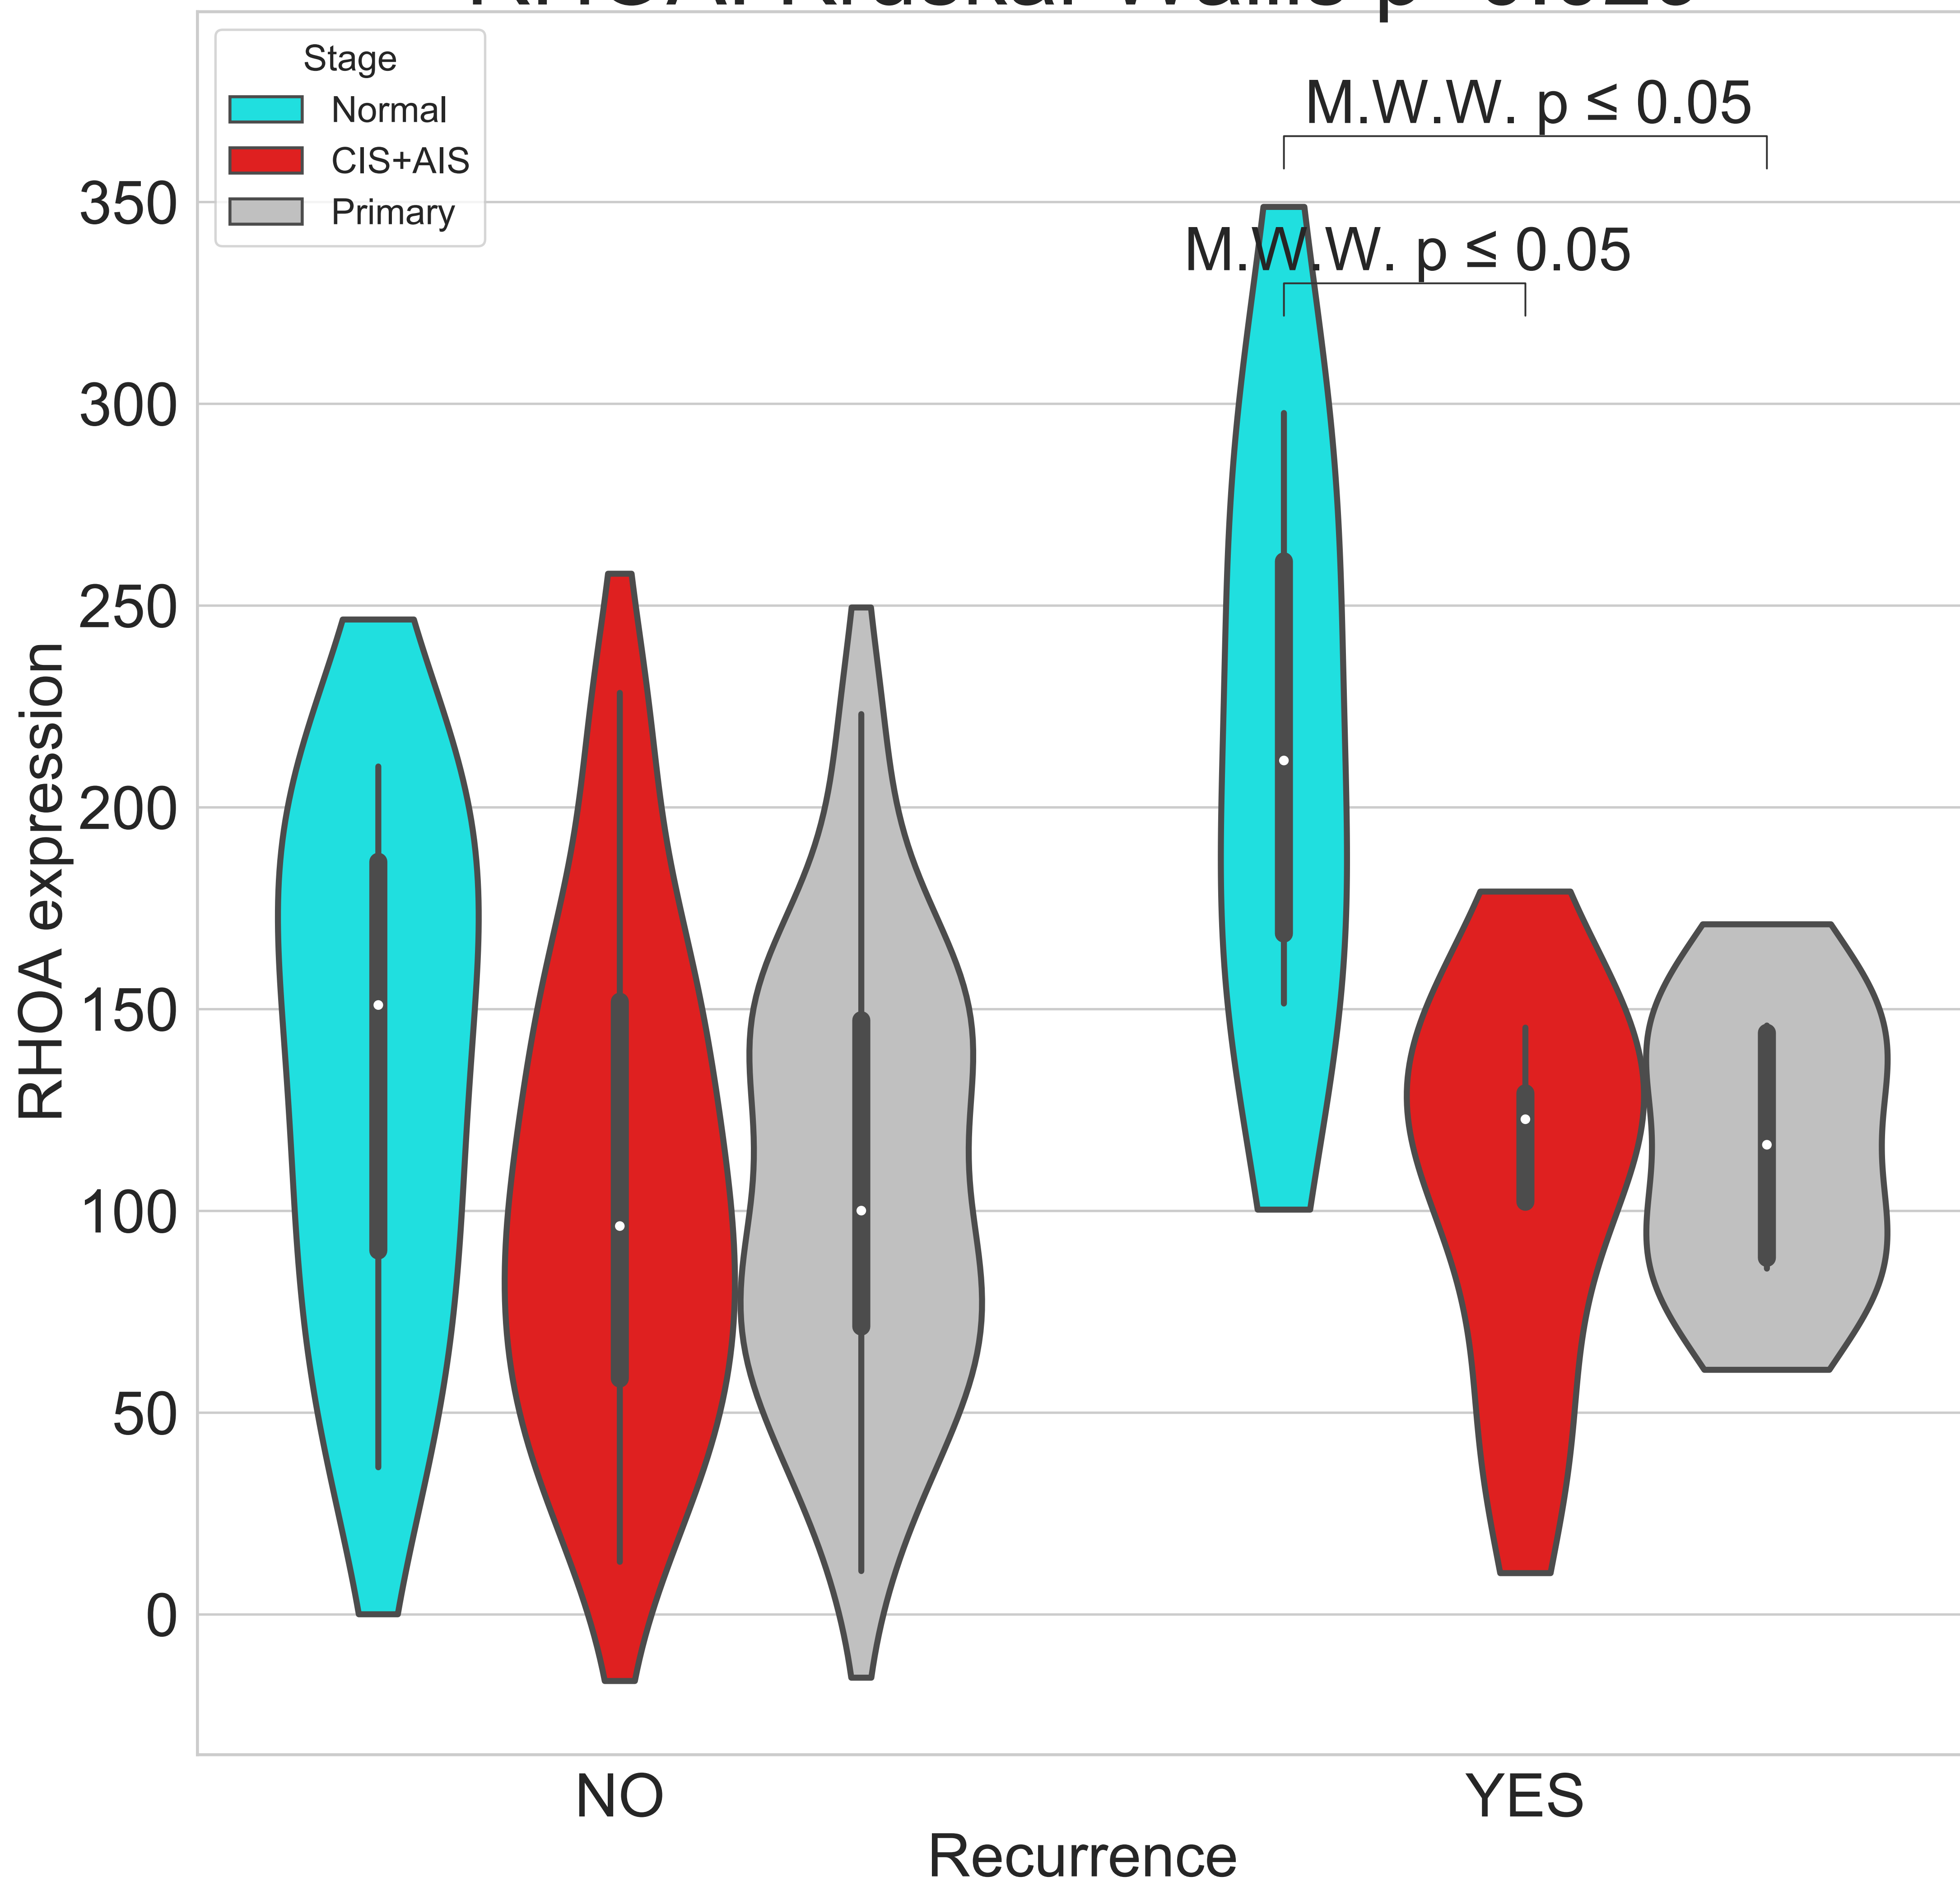 Stage
Normal
CIS+AIS
Primary
M.W.W. p ≤ 0.05
M.W.W. p ≤ 0.05
350
300
250
200
150
100
50
0
RHOA expression
NO
YES
Recurrence